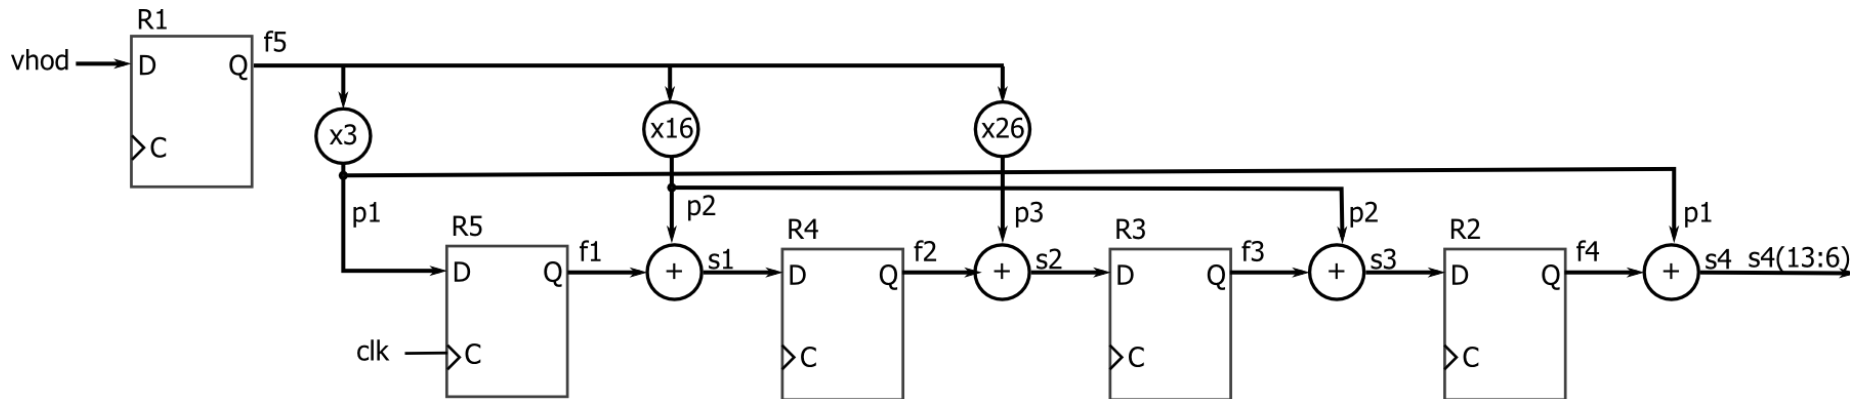 R1
f5
vhod
D
Q
C
x3
x16
x26
p1
p2
p3
p2
p1
R5
D
Q
f1
+
s1
R4
D
Q
f2
+
s2
R3
D
Q
f3
+
s3
R2
D
Q
f4
+
s4
s4(13:6)
clk
C
C
C
C